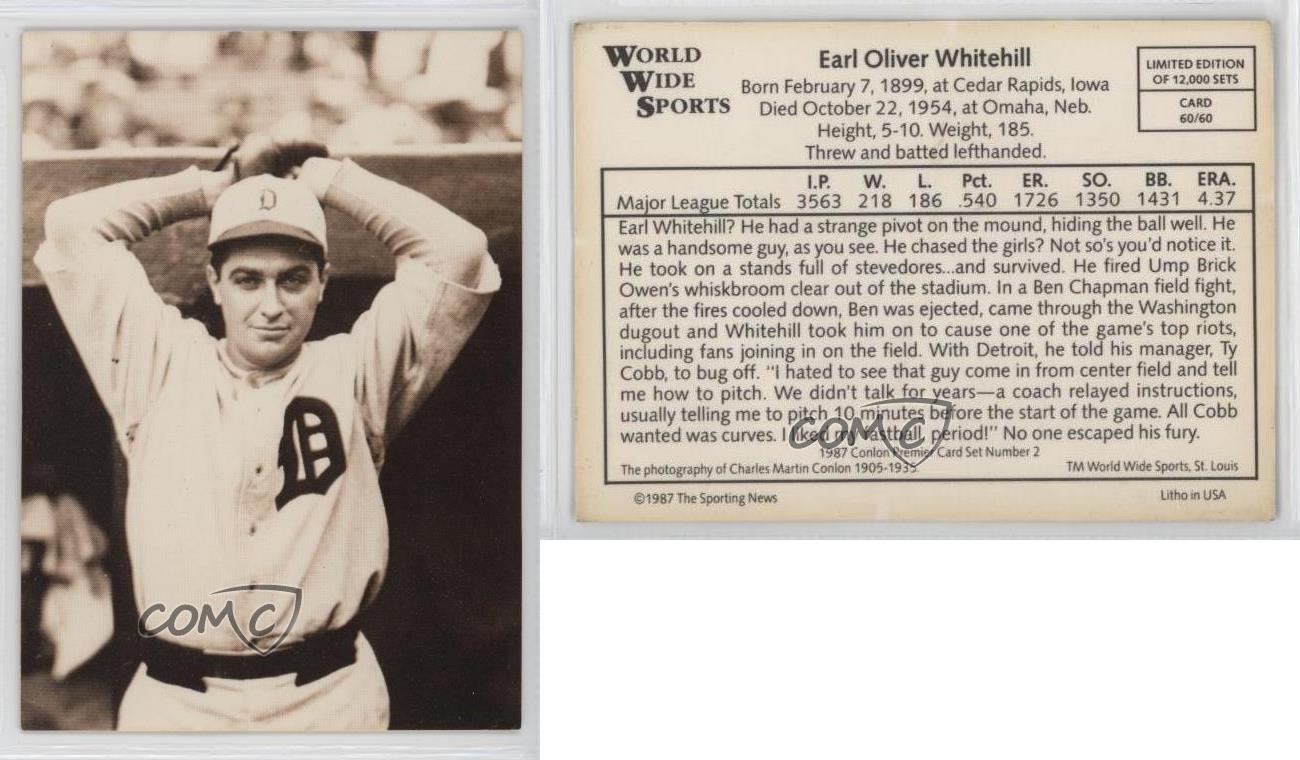 D
D
COMC
WORLD
WIDE
SPORTS
Earl Oliver Whitehill
Born February 7, 1899, at Cedar Rapids, Iowa
Died October 22, 1954, at Omaha, Neb.
Height, 5-10. Weight, 185.
Threw and batted lefthanded.
LIMITED EDITION
OF 12,000 SETS
CARD
60/60
I.P. W. L. Pct. ER. SO. BB. ERA.
Major League Totals 3563 218 186 .540 1726 1350 1431 4.37
Earl Whitehill? He had a strange pivot on the mound, hiding the ball well. He
was a handsome guy, as you see. He chased the girls? Not so's you'd notice it.
He took on a stands full of stevedores...and survived. He fired Ump Brick
Owen's whiskbroom clear out of the stadium. In a Ben Chapman field fight,
after the fires cooled down, Ben was ejected, came through the Washington
dugout and Whitehill took him on to cause one of the game's top riots,
including fans joining in on the field. With Detroit, he told his manager, Ty
Cobb, to bug off. "I hated to see that guy come in from center field and tell
me how to pitch. We didn't talk for years—a coach relayed instructions,
usually telling me to pitch 10 minutes before the start of the game. All Cobb
wanted was curves. I liked my fastball, period!" No one escaped his fury.
COMC
1987 Conlon Premier Card Set Number 2
The photography of Charles Martin Conlon 1905-1935. TM World Wide Sports, St. Louis
©1987 The Sporting News Litho in USA